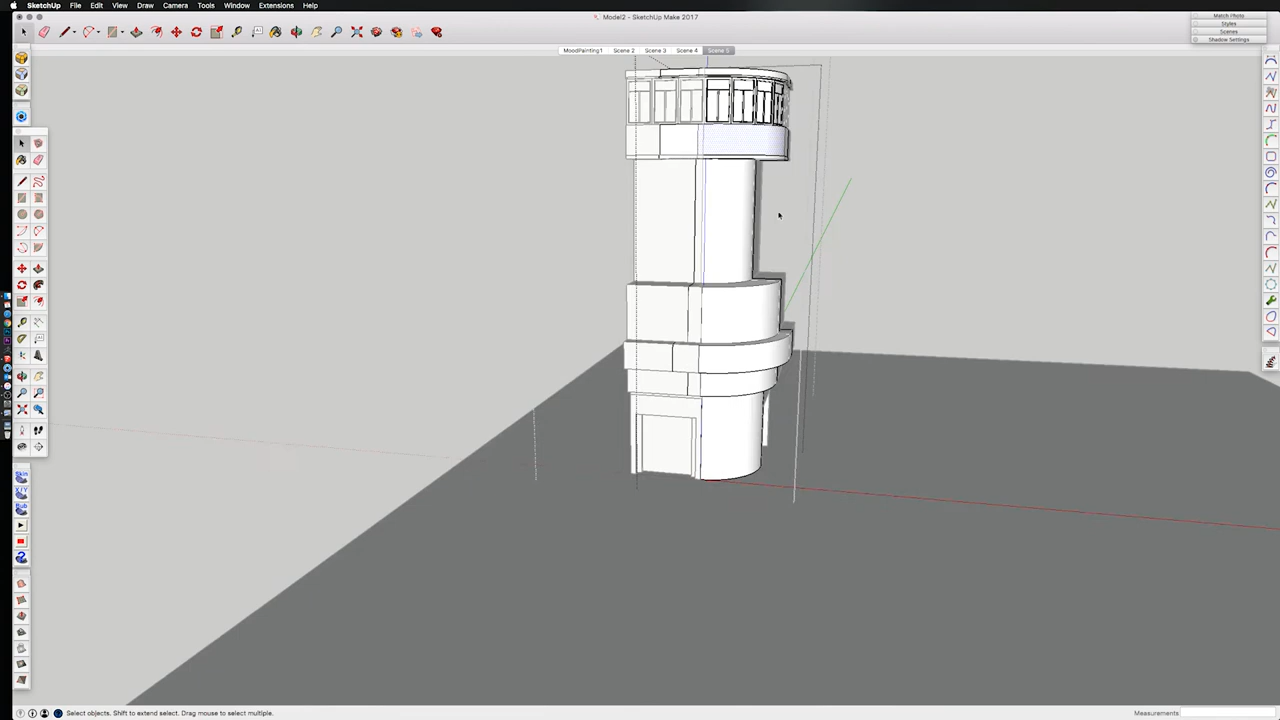 SketchUp File Edit View Draw Camera Tools Window Extensions Help
Model2 - SketchUp Make 2017
Match Photo
Styles
Scenes
Shadow Settings
MoodPainting1 Scene 2 Scene 3 Scene 4 Scene 5
Skin
X/Y
Bub
Select objects. Shift to extend select. Drag mouse to select multiple.
Measurements